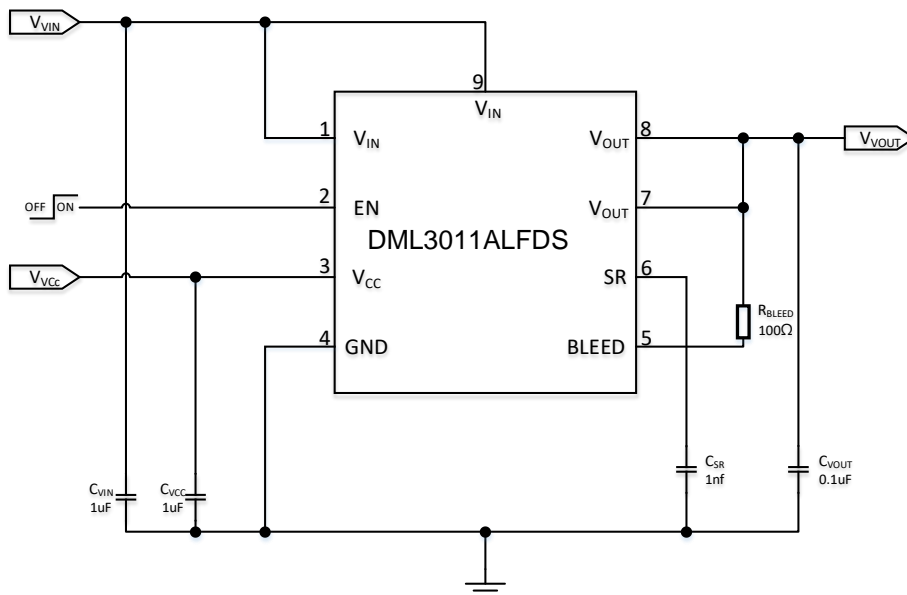 VVIN
9
VIN
1
VIN
VOUT
8
VVOUT
OFF
ON
2
EN
VOUT
7
DML3011ALFDS
VVCc
3
VCC
SR
6
RBLEED
100Ω
4
GND
BLEED
5
CVIN
1uF
CVCC
1uF
CSR
1nf
CVOUT
0.1uF